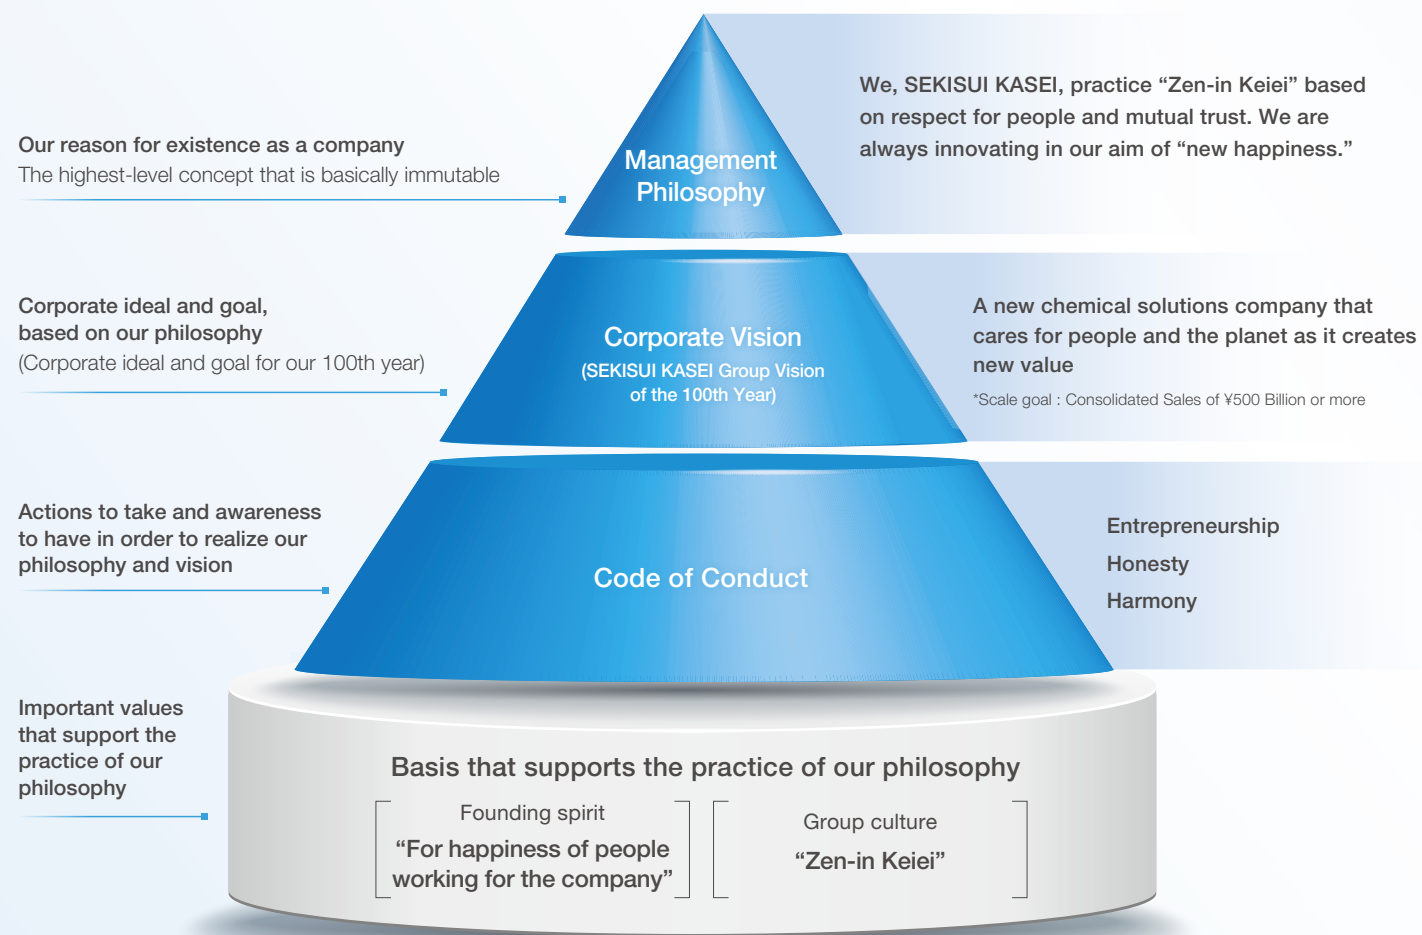 Our reason for existence as a company
The highest-level concept that is basically immutable
Management
Philosophy
We, SEKISUI KASEI, practice “Zen-in Keiei” based
on respect for people and mutual trust. We are
always innovating in our aim of “new happiness.”
Corporate ideal and goal,
based on our philosophy
(Corporate ideal and goal for our 100th year)
Corporate Vision
(SEKISUI KASEI Group Vision
of the 100th Year)
A new chemical solutions company that
cares for people and the planet as it creates
new value
*Scale goal : Consolidated Sales of ¥500 Billion or more
Actions to take and awareness
to have in order to realize our
philosophy and vision
Code of Conduct
Entrepreneurship
Honesty
Harmony
Important values
that support the
practice of our
philosophy
Basis that supports the practice of our philosophy
Founding spirit
“For happiness of people
working for the company”
Group culture
“Zen-in Keiei”